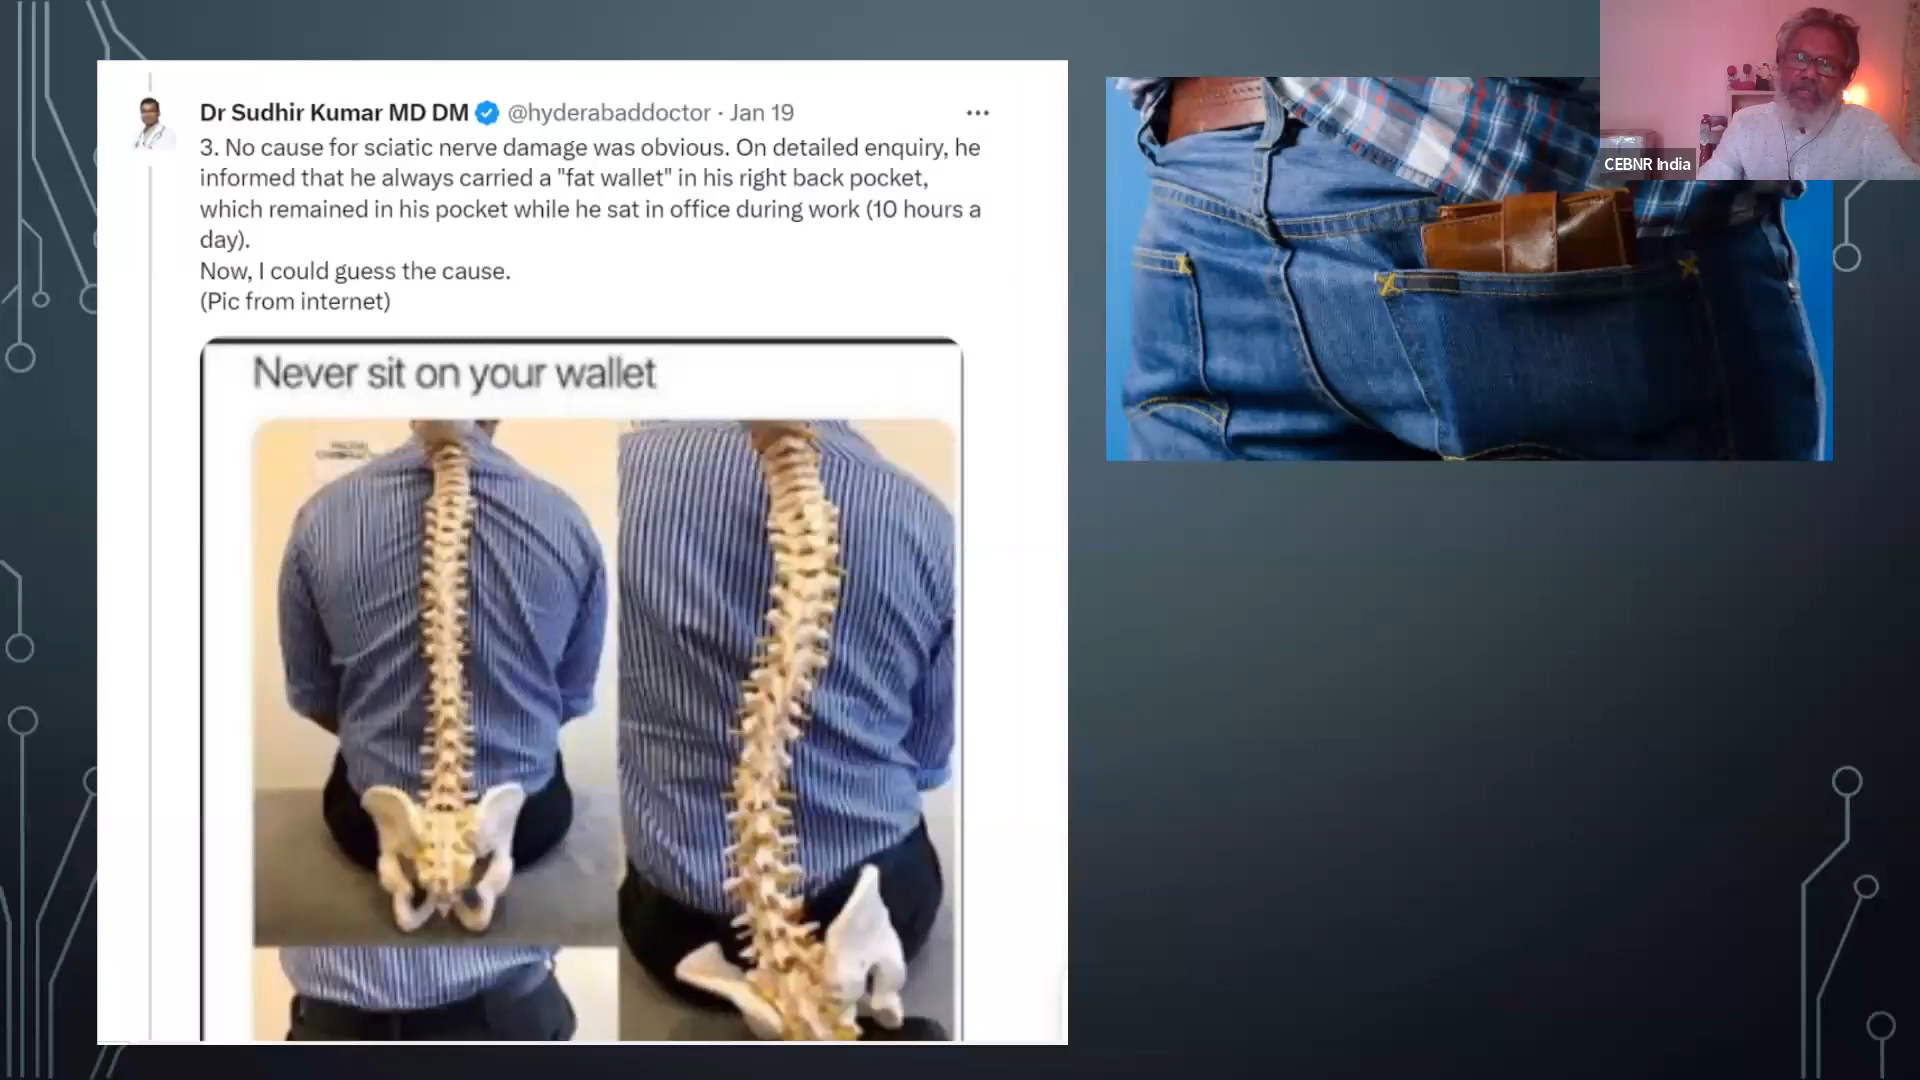 Dr Sudhir Kumar MD DM @hyderabaddoctor · Jan 19
3. No cause for sciatic nerve damage was obvious. On detailed enquiry, he
informed that he always carried a "fat wallet" in his right back pocket,
which remained in his pocket while he sat in office during work (10 hours a
day).
Now, I could guess the cause.
(Pic from internet)
Never sit on your wallet
CEBNR India